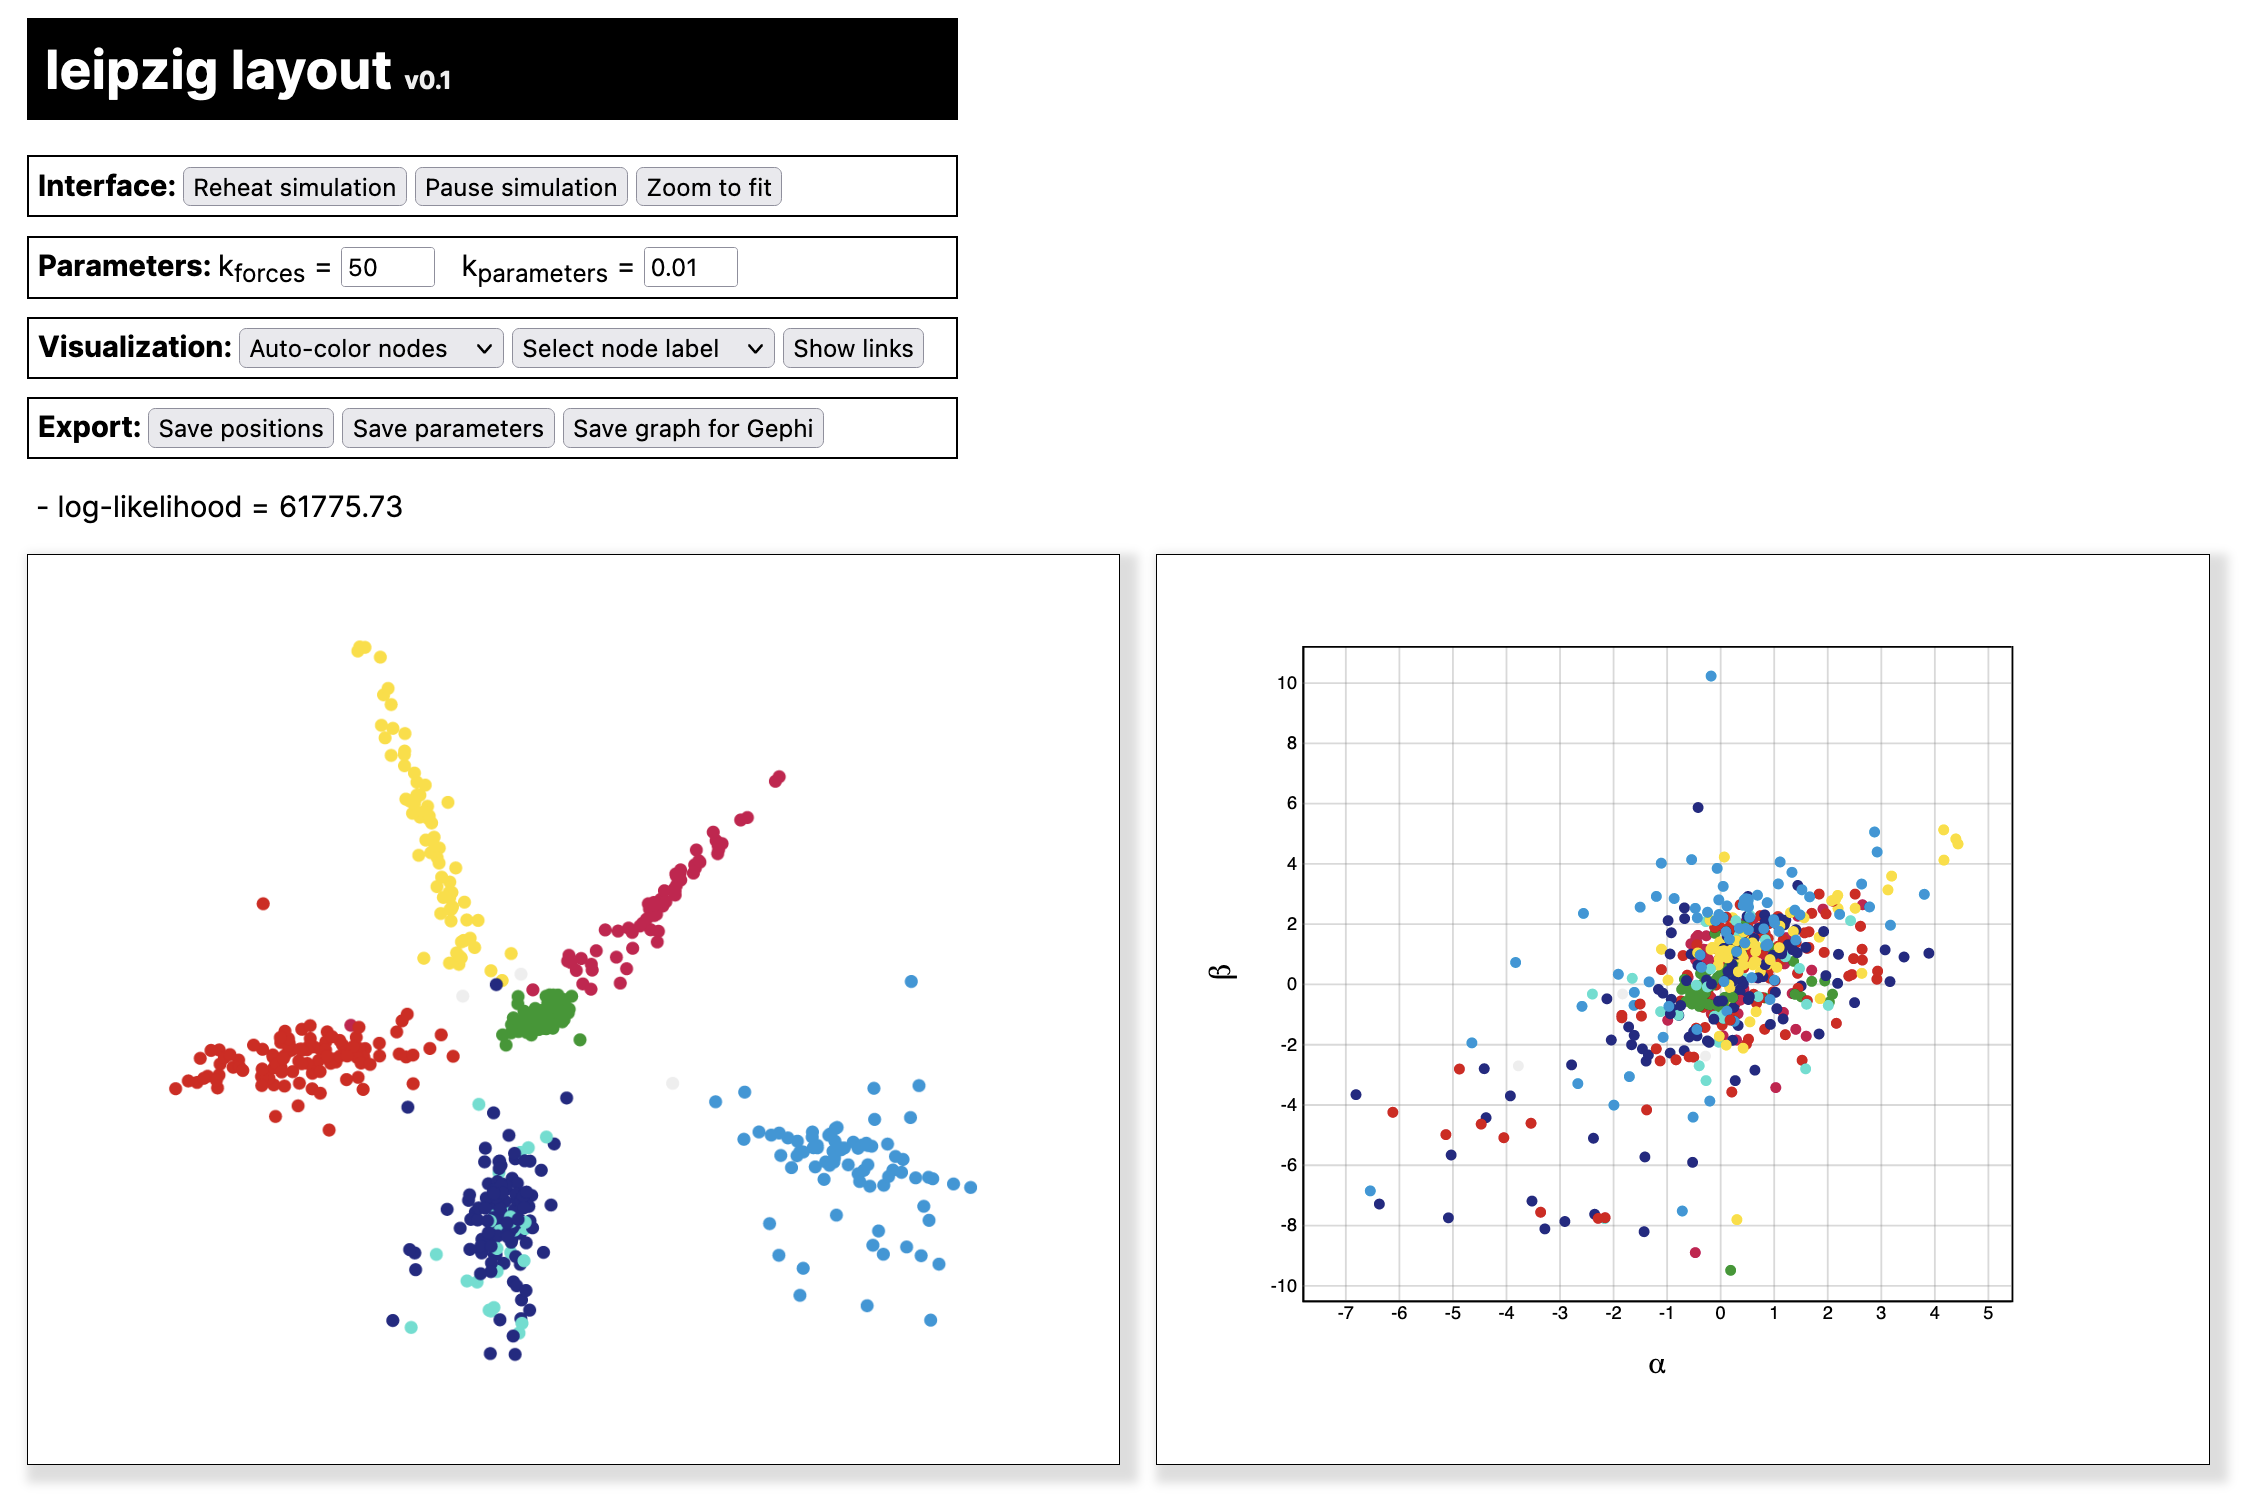 leipzig layout v0.1
Interface: Reheat simulation Pause simulation Zoom to fit
Parameters: kforces = 50 kparameters = 0.01
Visualization: Auto-color nodes Select node label Show links
Export: Save positions Save parameters Save graph for Gephi
- log-likelihood = 61775.73
10
8
6
4
2
β
0
-2
-4
-6
-8
-10
-7 -6 -5 -4 -3 -2 -1 0 1 2 3 4 5
α